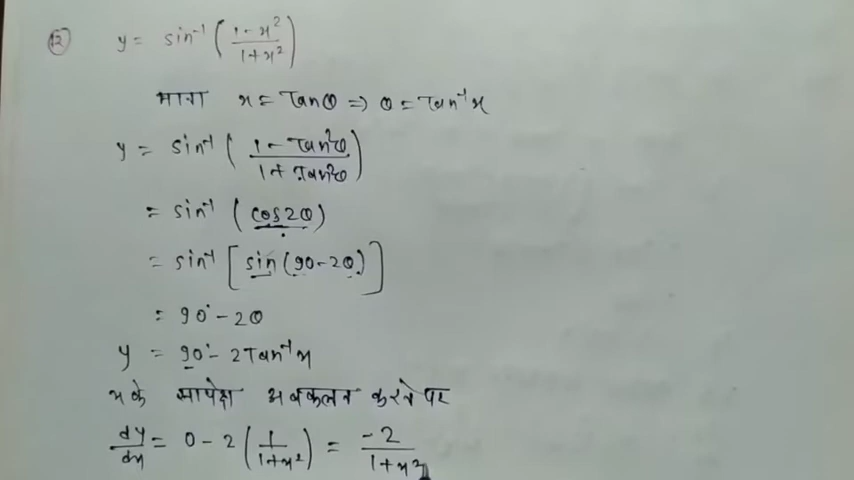 (12) y = sin⁻¹ ( (1-x²)/(1+x²) )
माना x = Tanθ ⇒ θ = Tan⁻¹x
y = sin⁻¹ ( (1 - Tan²θ)/(1 + Tan²θ) )
= sin⁻¹ ( cos2θ )
= sin⁻¹ [ sin (90 - 2θ) ]
= 90° - 2θ
y = 90° - 2Tan⁻¹x
x के सापेक्ष अवकलन करने पर
dy/dx = 0 - 2 ( 1/(1+x²) ) = -2/(1+x²)